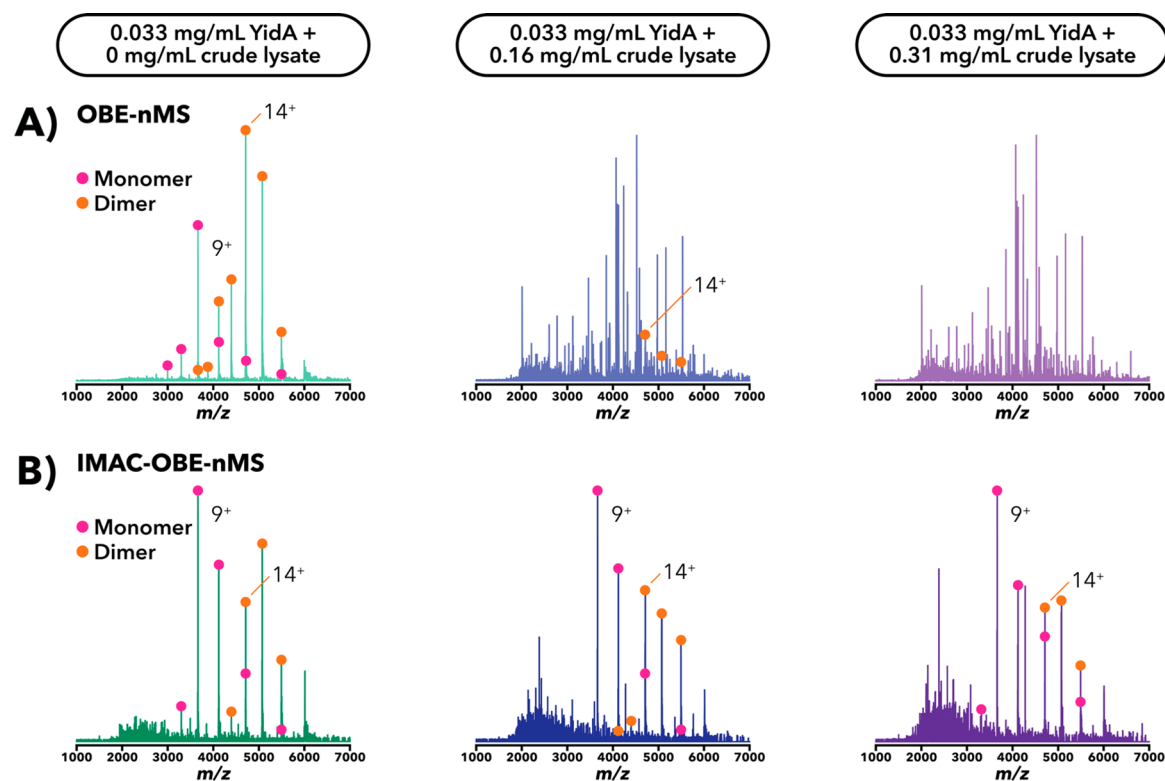 0.033 mg/mL YidA +
0 mg/mL crude lysate
0.033 mg/mL YidA +
0.16 mg/mL crude lysate
0.033 mg/mL YidA +
0.31 mg/mL crude lysate
A) OBE-nMS
Monomer
Dimer
14+
9+
1000 2000 3000 4000 5000 6000 7000
m/z
14+
1000 2000 3000 4000 5000 6000 7000
m/z
1000 2000 3000 4000 5000 6000 7000
m/z
B) IMAC-OBE-nMS
Monomer
Dimer
9+
14+
1000 2000 3000 4000 5000 6000 7000
m/z
9+
14+
1000 2000 3000 4000 5000 6000 7000
m/z
9+
14+
1000 2000 3000 4000 5000 6000 7000
m/z